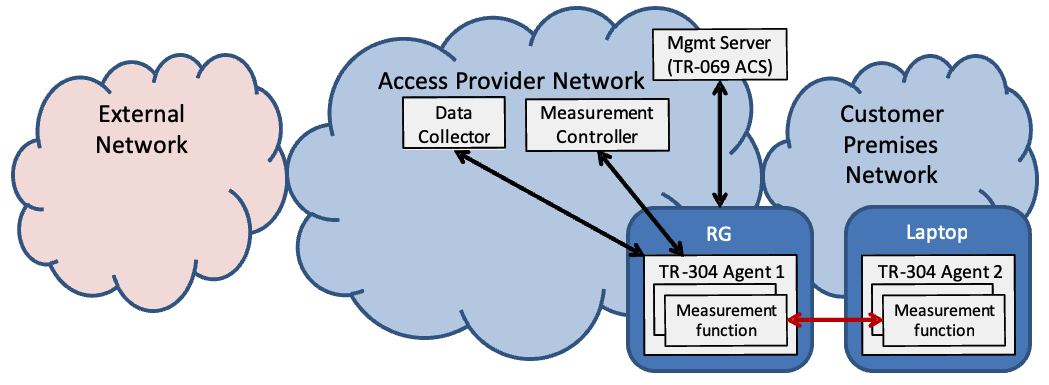 External
Network
Access Provider Network
Data
Collector
Measurement
Controller
Mgmt Server
(TR-069 ACS)
Customer
Premises
Network
RG
TR-304 Agent 1
Measurement
function
Laptop
TR-304 Agent 2
Measurement
function